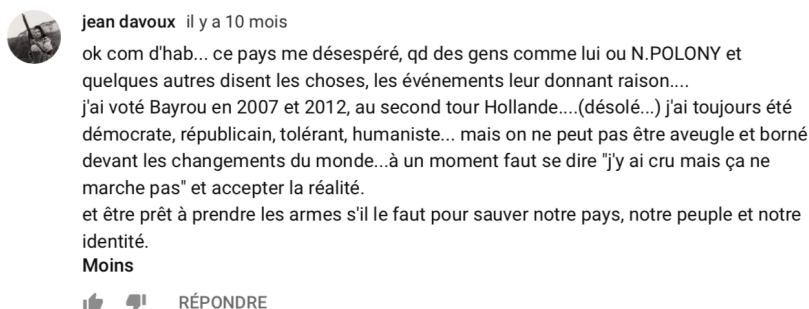 jean davoux il y a 10 mois
ok com d'hab... ce pays me désespéré, qd des gens comme lui ou N.POLONY et
quelques autres disent les choses, les événements leur donnant raison....
j'ai voté Bayrou en 2007 et 2012, au second tour Hollande....(désolé...) j'ai toujours été
démocrate, républicain, tolérant, humaniste... mais on ne peut pas être aveugle et borné
devant les changements du monde...à un moment faut se dire "j'y ai cru mais ça ne
marche pas" et accepter la réalité.
et être prêt à prendre les armes s'il le faut pour sauver notre pays, notre peuple et notre
identité.
Moins
RÉPONDRE